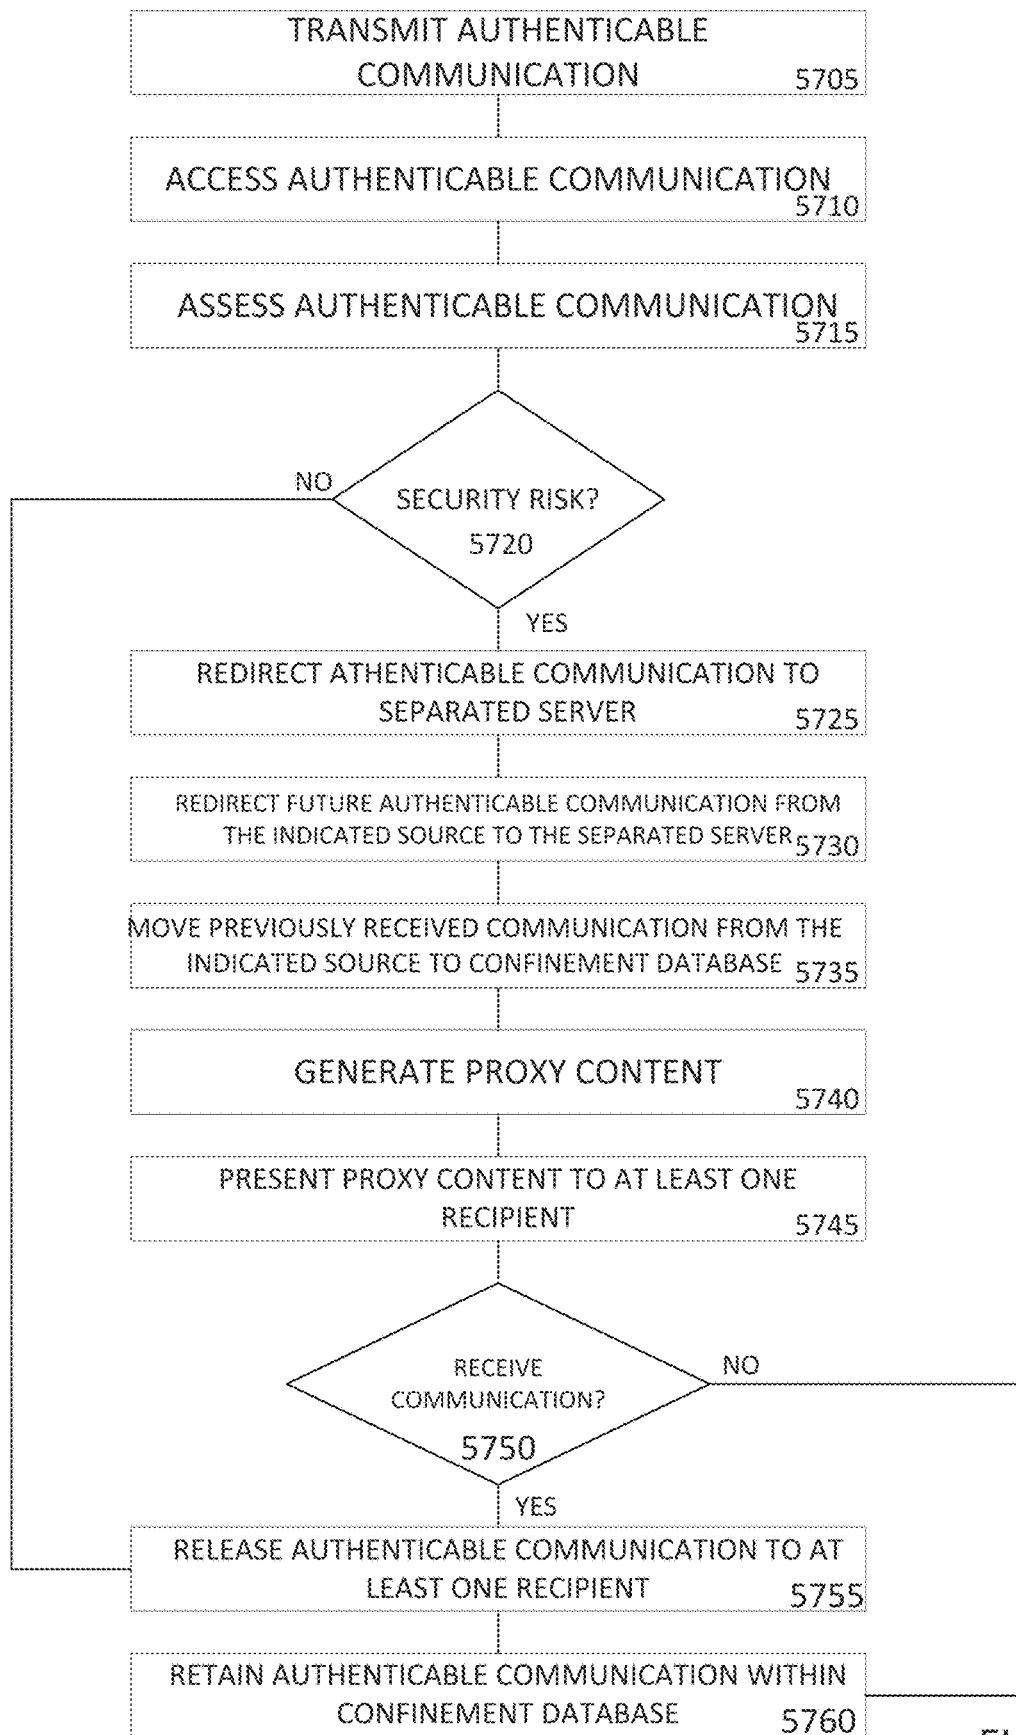 TRANSMIT AUTHENTICABLE
COMMUNICATION
5705
ACCESS AUTHENTICABLE COMMUNICATION
5710
ASSESS AUTHENTICABLE COMMUNICATION
5715
NO
SECURITY RISK?
5720
YES
REDIRECT ATHENTICABLE COMMUNICATION TO
SEPARATED SERVER
5725
REDIRECT FUTURE AUTHENTICABLE COMMUNICATION FROM
THE INDICATED SOURCE TO THE SEPARATED SERVER
5730
MOVE PREVIOUSLY RECEIVED COMMUNICATION FROM THE
INDICATED SOURCE TO CONFINEMENT DATABASE
5735
GENERATE PROXY CONTENT
5740
PRESENT PROXY CONTENT TO AT LEAST ONE
RECIPIENT
5745
NO
RECEIVE
COMMUNICATION?
5750
YES
RELEASE AUTHENTICABLE COMMUNICATION TO AT
LEAST ONE RECIPIENT
5755
RETAIN AUTHENTICABLE COMMUNICATION WITHIN
CONFINEMENT DATABASE
5760